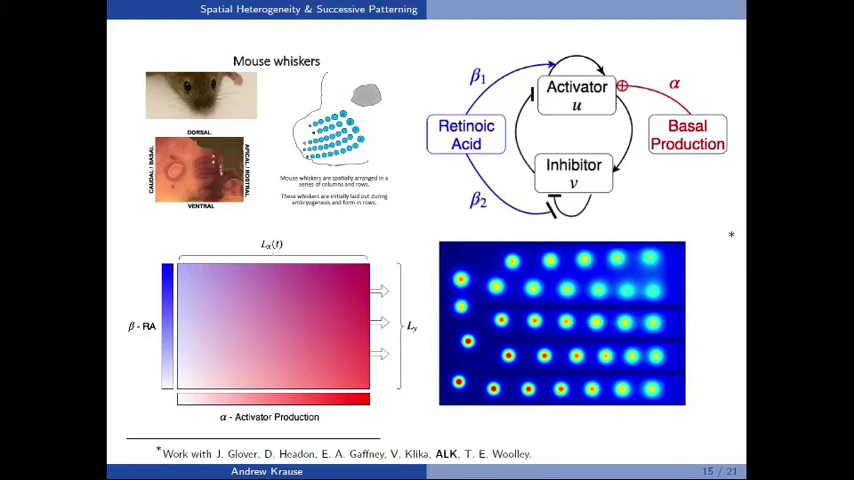 Spatial Heterogeneity & Successive Patterning
Mouse whiskers
DORSAL
CAUDAL / BASAL
APICAL / ROSTRAL
VENTRAL
Mouse whiskers are spatially arranged in a
series of columns and rows.
These whiskers are initially laid out during
embryogenesis and form in rows.
β1
α
Activator
u
Retinoic
Acid
Basal
Production
Inhibitor
v
β2
*
Lα(t)
β - RA
Ly
α - Activator Production
*Work with J. Glover, D. Headon, E. A. Gaffney, V. Klika, ALK, T. E. Woolley.
Andrew Krause
15 / 21